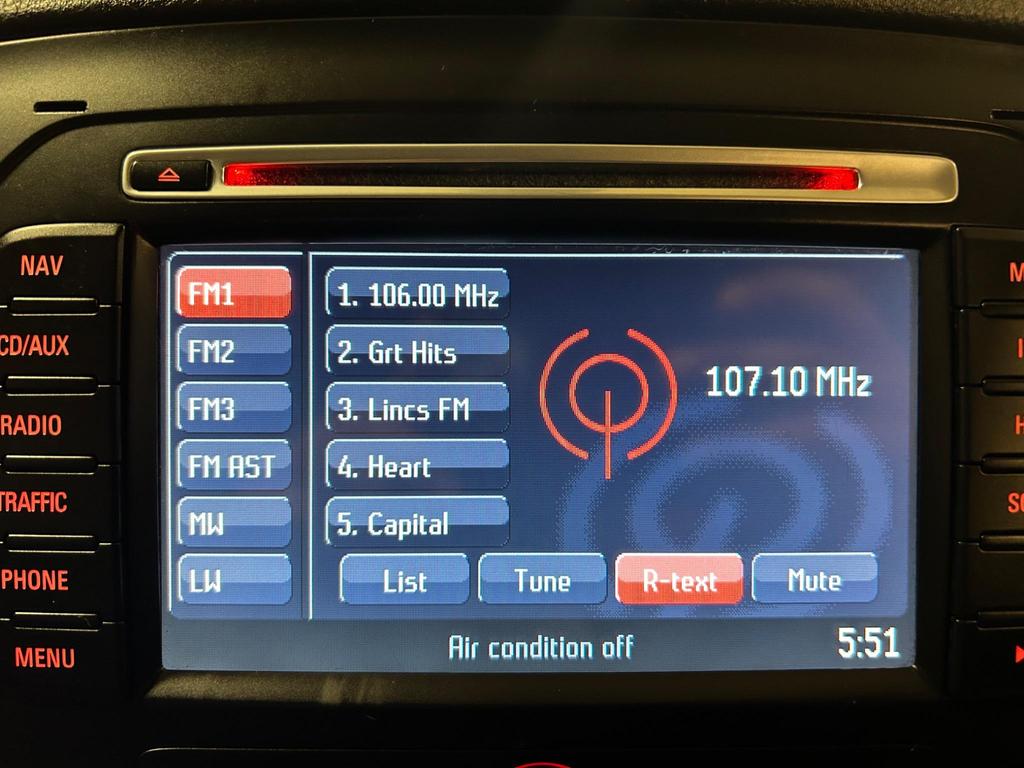 NAV
CD/AUX
RADIO
TRAFFIC
PHONE
MENU
FM1
FM2
FM3
FM AST
MW
LW
1. 106.00 MHz
2. Grt Hits
3. Lincs FM
4. Heart
5. Capital
107.10 MHz
List Tune R-text Mute
Air condition off
5:51